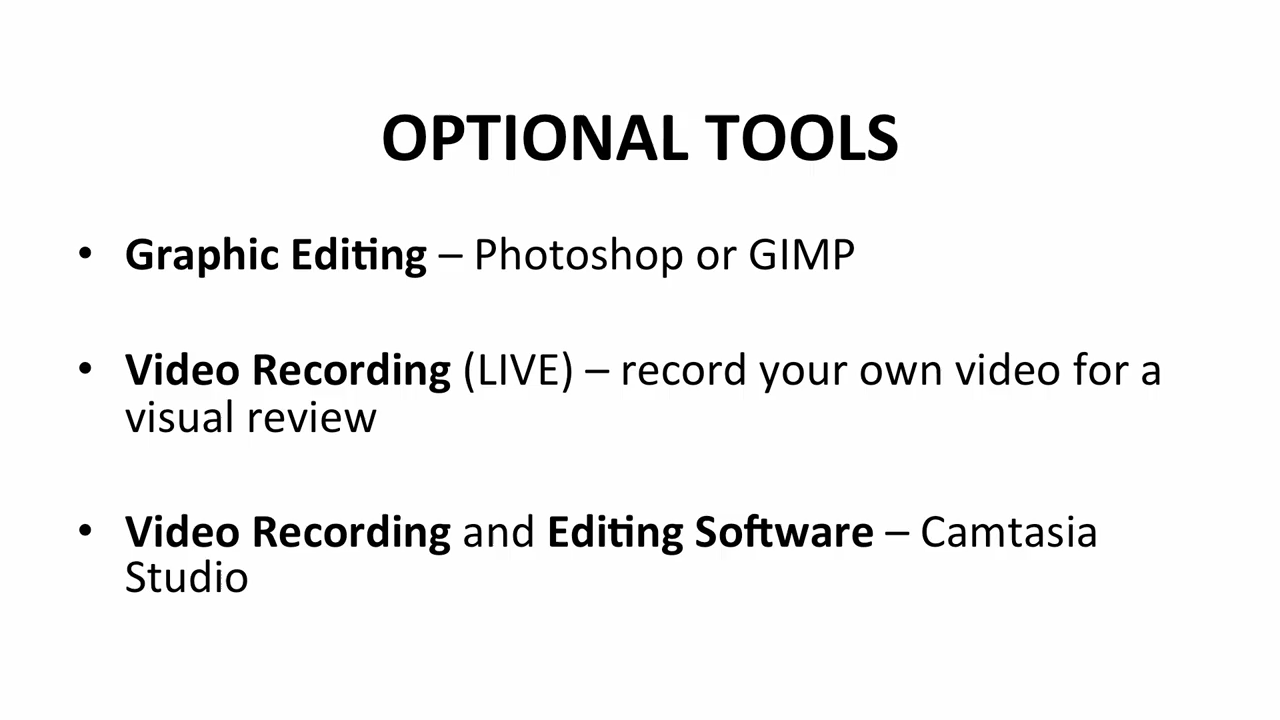 OPTIONAL TOOLS
• Graphic Editing – Photoshop or GIMP
• Video Recording (LIVE) – record your own video for a
visual review
• Video Recording and Editing Software – Camtasia
Studio